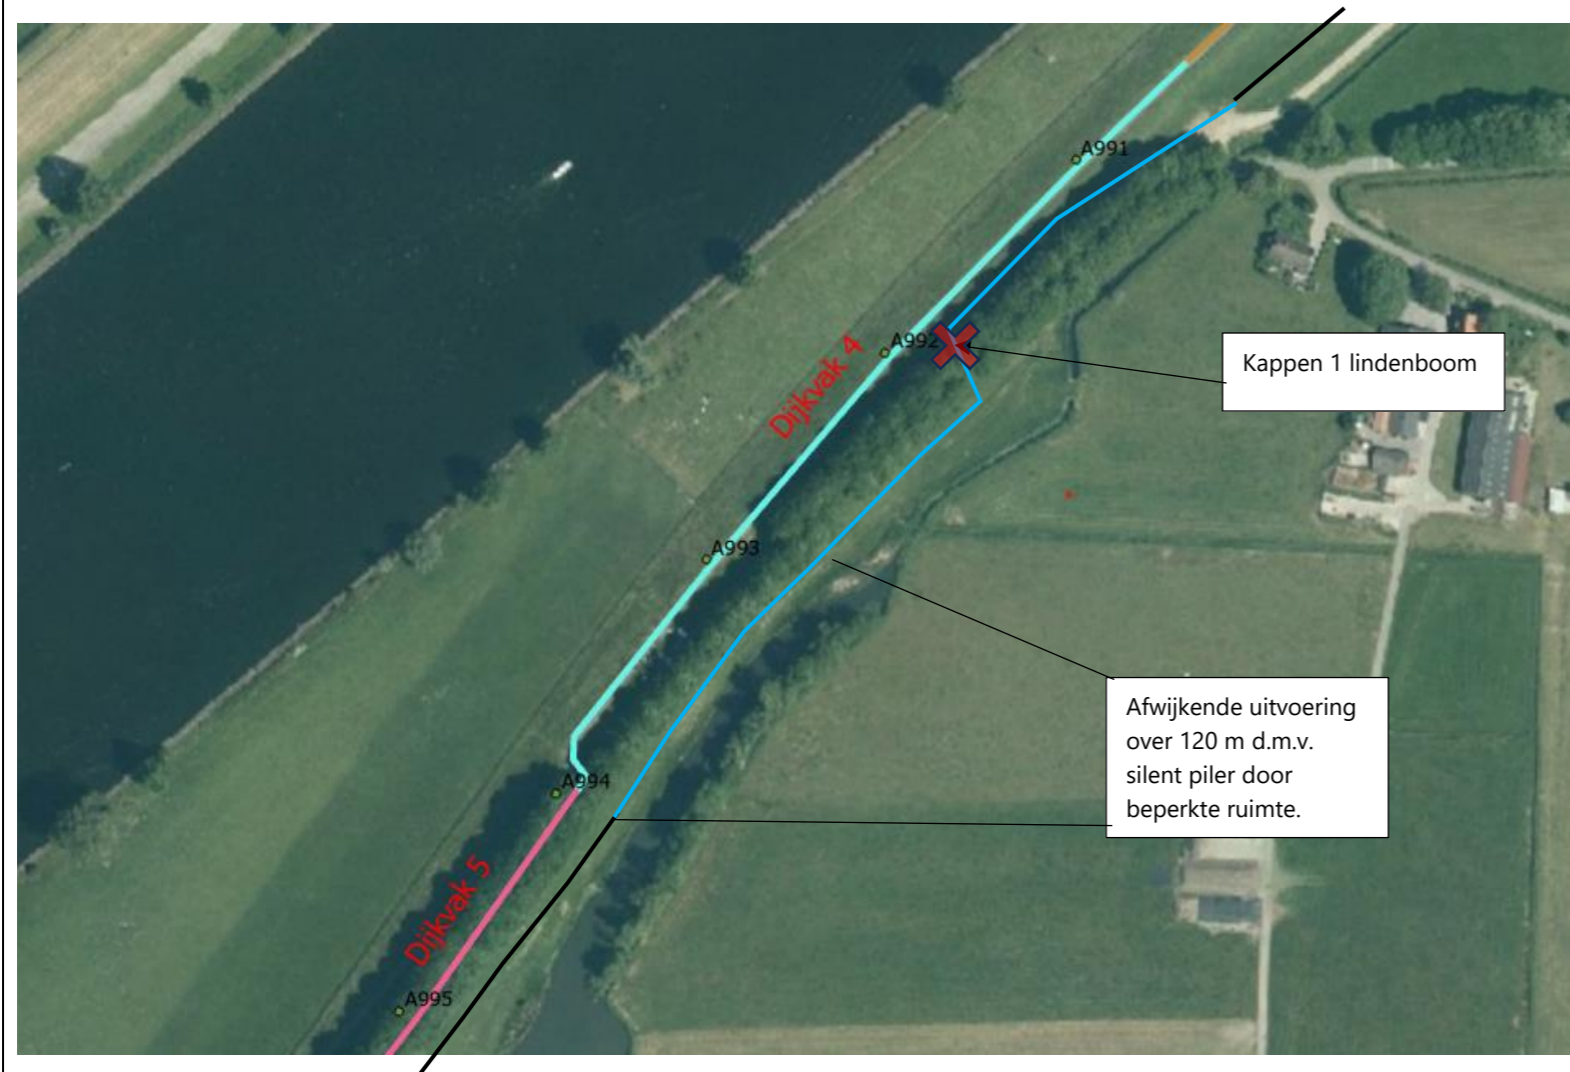 A991
A992
Dijkvak 4
Kappen 1 lindenboom
A993
Afwijkende uitvoering
over 120 m d.m.v.
silent piler door
beperkte ruimte.
A994
Dijkvak 5
A995